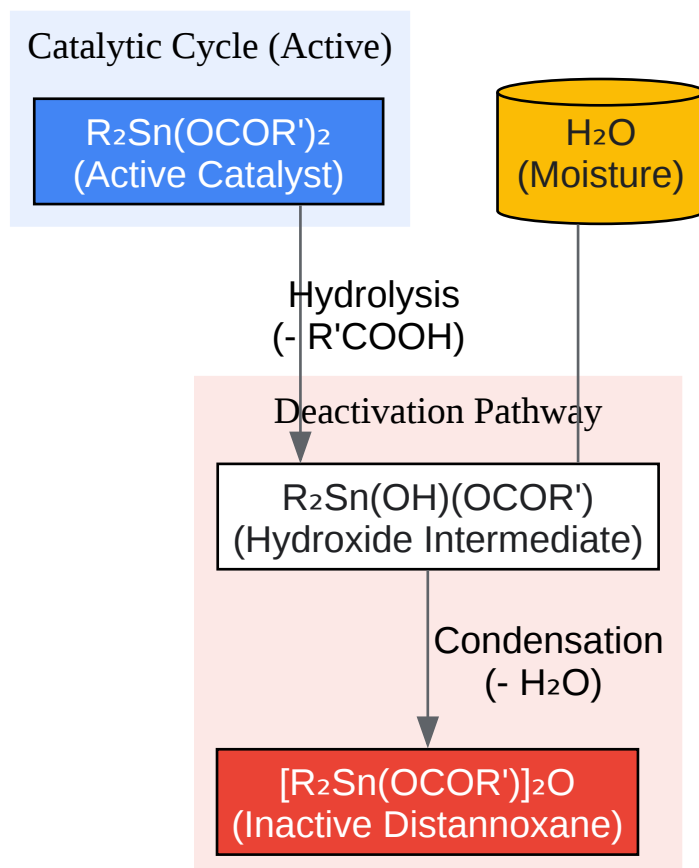 Catalytic Cycle (Active)
R₂Sn(OCOR')₂
(Active Catalyst)
H₂O
(Moisture)
Hydrolysis
(- R'COOH)
Deactivation Pathway
R₂Sn(OH)(OCOR')
(Hydroxide Intermediate)
Condensation
(- H₂O)
[R₂Sn(OCOR')]₂O
(Inactive Distannoxane)